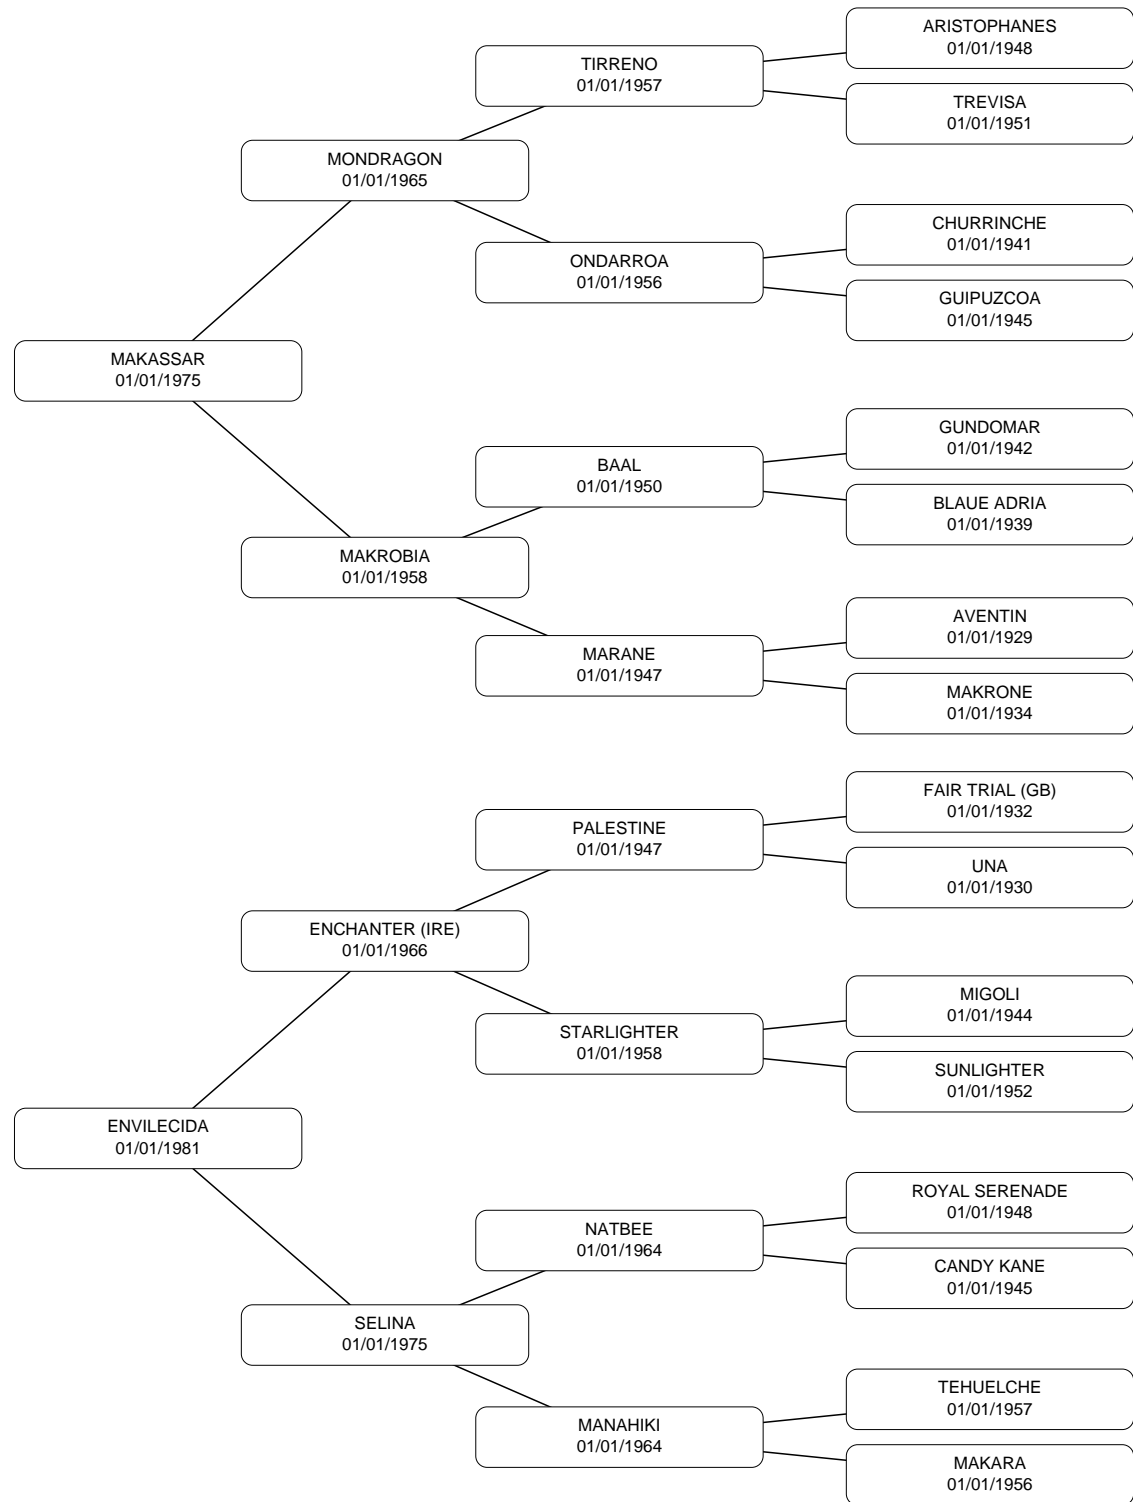 ARISTOPHANES
01/01/1948
TIRRENO
01/01/1957
TREVISA
01/01/1951
MONDRAGON
01/01/1965
CHURRINCHE
01/01/1941
ONDARROA
01/01/1956
GUIPUZCOA
01/01/1945
MAKASSAR
01/01/1975
GUNDOMAR
01/01/1942
BAAL
01/01/1950
BLAUE ADRIA
01/01/1939
MAKROBIA
01/01/1958
AVENTIN
01/01/1929
MARANE
01/01/1947
MAKRONE
01/01/1934
FAIR TRIAL (GB)
01/01/1932
PALESTINE
01/01/1947
UNA
01/01/1930
ENCHANTER (IRE)
01/01/1966
MIGOLI
01/01/1944
STARLIGHTER
01/01/1958
SUNLIGHTER
01/01/1952
ENVILECIDA
01/01/1981
ROYAL SERENADE
01/01/1948
NATBEE
01/01/1964
CANDY KANE
01/01/1945
SELINA
01/01/1975
TEHUELCHE
01/01/1957
MANAHIKI
01/01/1964
MAKARA
01/01/1956